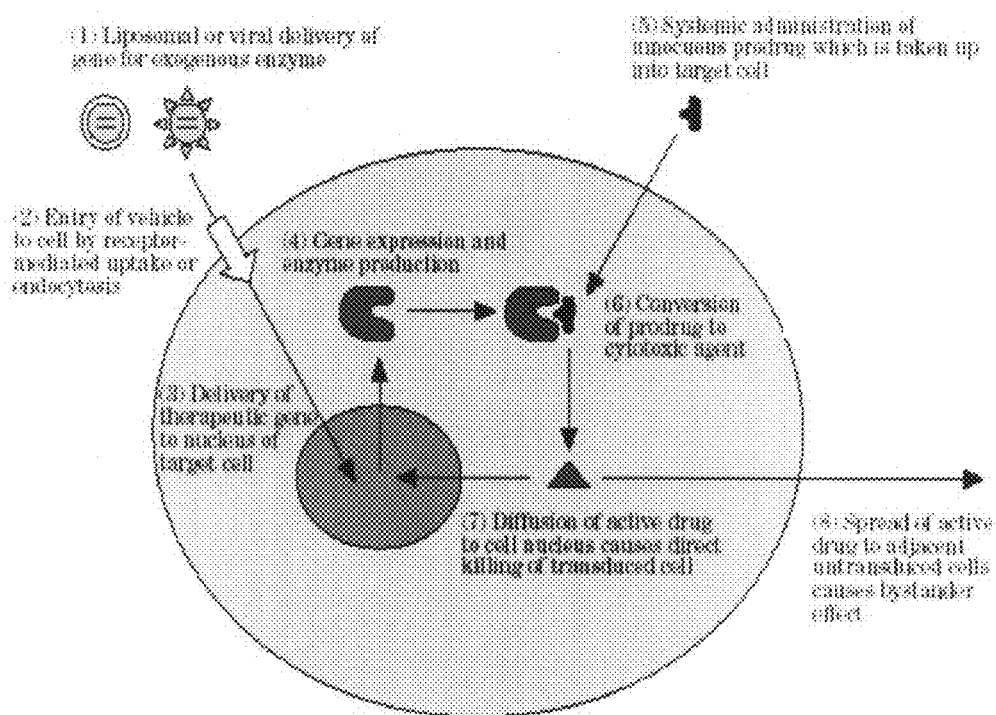 (1) Liposomal or viral delivery of
gene for exogenous enzyme
(5) Systemic administration of
innocuous prodrug which is taken up
into target cell
(2) Entry of vehicle
to cell by receptor-
mediated uptake or
endocytosis
(4) Gene expression and
enzyme production
(6) Conversion
of prodrug to
cytotoxic agent
(3) Delivery of
therapeutic gene
to nucleus of
target cell
(7) Diffusion of active drug
to cell nucleus causes direct
killing of transduced cell
(8) Spread of active
drug to adjacent
untransduced cells
causes bystander
effect